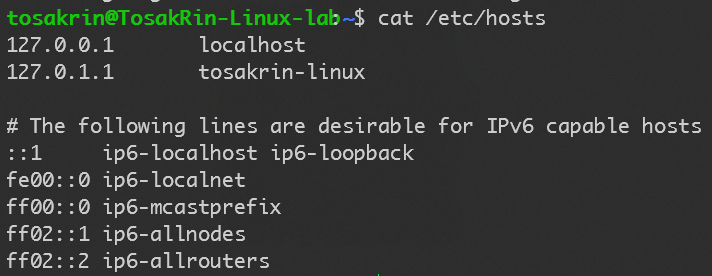 tosakrin@TosakRin-Linux-lab:~$ cat /etc/hosts
127.0.0.1       localhost
127.0.1.1       tosakrin-linux

# The following lines are desirable for IPv6 capable hosts
::1     ip6-localhost ip6-loopback
fe00::0 ip6-localnet
ff00::0 ip6-mcastprefix
ff02::1 ip6-allnodes
ff02::2 ip6-allrouters